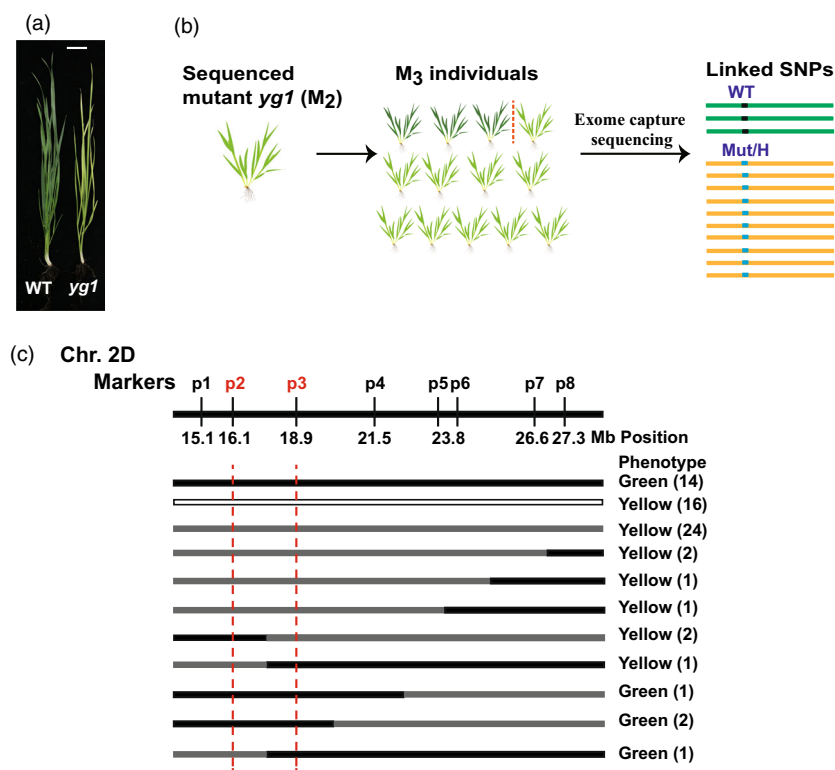 (a)
WT yg1
(b)
Sequenced
mutant yg1 (M2)
M3 individuals
Exome capture
sequencing
Linked SNPs
WT
Mut/H
(c) Chr. 2D
Markers p1 p2 p3 p4 p5 p6 p7 p8
15.1 16.1 18.9 21.5 23.8 26.6 27.3 Mb Position
Phenotype
Green (14)
Yellow (16)
Yellow (24)
Yellow (2)
Yellow (1)
Yellow (1)
Yellow (2)
Yellow (1)
Green (1)
Green (2)
Green (1)